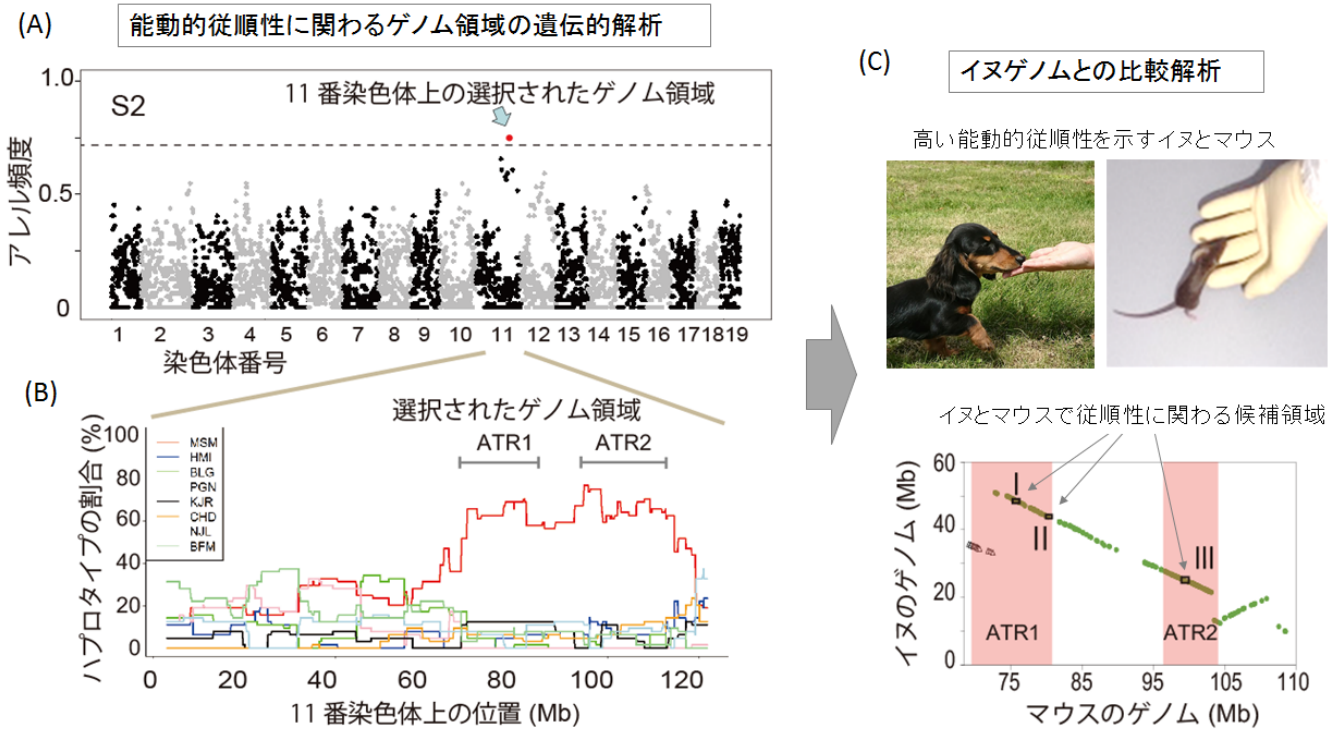 (A)
能動的従順性に関わるゲノム領域の遺伝的解析
1.0
S2
11番染色体上の選択されたゲノム領域
アレル頻度
0.5
0
1 2 3 4 5 6 7 8 9 10 11 12 13 14 15 16 17 18 19
染色体番号
(B)
選択されたゲノム領域
ハプロタイプの割合 (%)
100
80
60
40
20
0
MSM
HMI
BLG
PGN
KJR
CHD
NJL
BFM
ATR1
ATR2
0 20 40 60 80 100 120
11番染色体上の位置 (Mb)
(C)
イヌゲノムとの比較解析
高い能動的従順性を示すイヌとマウス
イヌとマウスで従順性に関わる候補領域
イヌのゲノム (Mb)
60
40
20
0
I
II
III
ATR1
ATR2
75 85 95 105 110
マウスのゲノム (Mb)